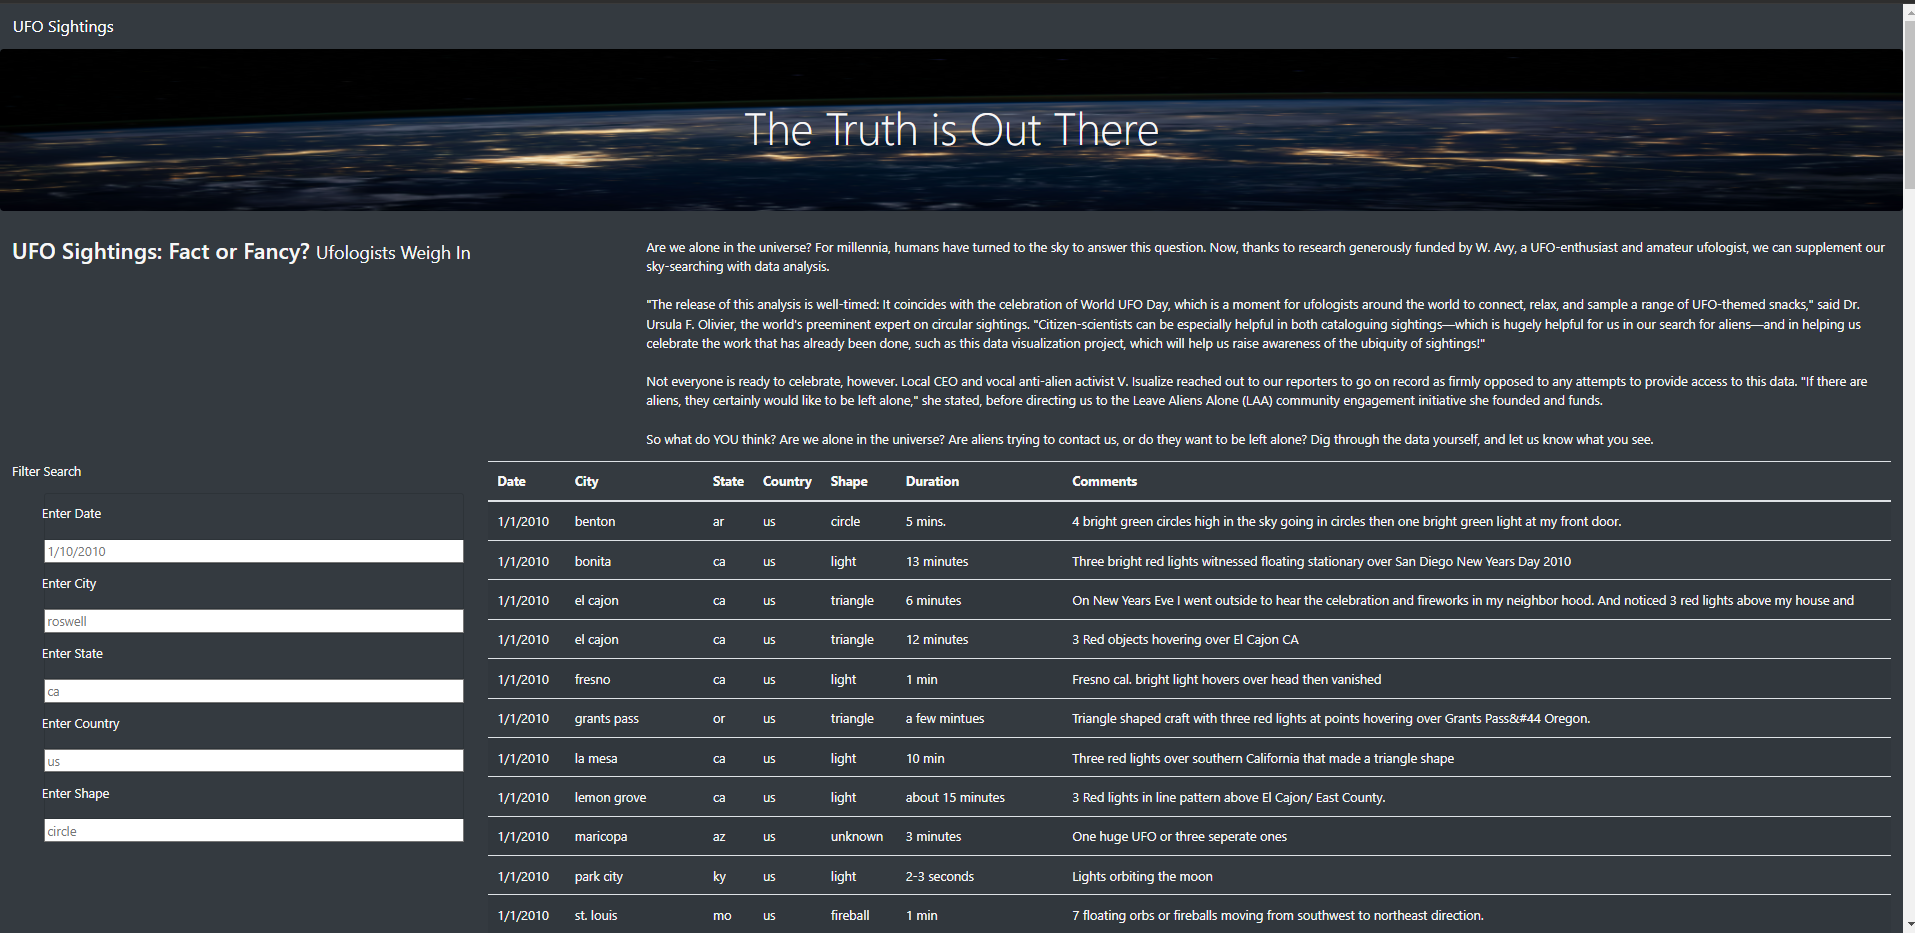 UFO Sightings
The Truth is Out There
UFO Sightings: Fact or Fancy? Ufologists Weigh In
Are we alone in the universe? For millennia, humans have turned to the sky to answer this question. Now, thanks to research generously funded by W. Avy, a UFO-enthusiast and amateur ufologist, we can supplement our
sky-searching with data analysis.
"The release of this analysis is well-timed: It coincides with the celebration of World UFO Day, which is a moment for ufologists around the world to connect, relax, and sample a range of UFO-themed snacks," said Dr.
Ursula F. Olivier, the world's preeminent expert on circular sightings. "Citizen-scientists can be especially helpful in both cataloguing sightings—which is hugely helpful for us in our search for aliens—and in helping us
celebrate the work that has already been done, such as this data visualization project, which will help us raise awareness of the ubiquity of sightings!"
Not everyone is ready to celebrate, however. Local CEO and vocal anti-alien activist V. Isualize reached out to our reporters to go on record as firmly opposed to any attempts to provide access to this data. "If there are
aliens, they certainly would like to be left alone," she stated, before directing us to the Leave Aliens Alone (LAA) community engagement initiative she founded and funds.
So what do YOU think? Are we alone in the universe? Are aliens trying to contact us, or do they want to be left alone? Dig through the data yourself, and let us know what you see.
Filter Search
Enter Date
1/10/2010
Enter City
roswell
Enter State
ca
Enter Country
us
Enter Shape
circle
Date City State Country Shape Duration Comments
1/1/2010 benton ar us circle 5 mins. 4 bright green circles high in the sky going in circles then one bright green light at my front door.
1/1/2010 bonita ca us light 13 minutes Three bright red lights witnessed floating stationary over San Diego New Years Day 2010
1/1/2010 el cajon ca us triangle 6 minutes On New Years Eve I went outside to hear the celebration and fireworks in my neighbor hood. And noticed 3 red lights above my house and
1/1/2010 el cajon ca us triangle 12 minutes 3 Red objects hovering over El Cajon CA
1/1/2010 fresno ca us light 1 min Fresno cal. bright light hovers over head then vanished
1/1/2010 grants pass or us triangle a few mintues Triangle shaped craft with three red lights at points hovering over Grants Pass&#44 Oregon.
1/1/2010 la mesa ca us light 10 min Three red lights over southern California that made a triangle shape
1/1/2010 lemon grove ca us light about 15 minutes 3 Red lights in line pattern above El Cajon/ East County.
1/1/2010 maricopa az us unknown 3 minutes One huge UFO or three seperate ones
1/1/2010 park city ky us light 2-3 seconds Lights orbiting the moon
1/1/2010 st. louis mo us fireball 1 min 7 floating orbs or fireballs moving from southwest to northeast direction.